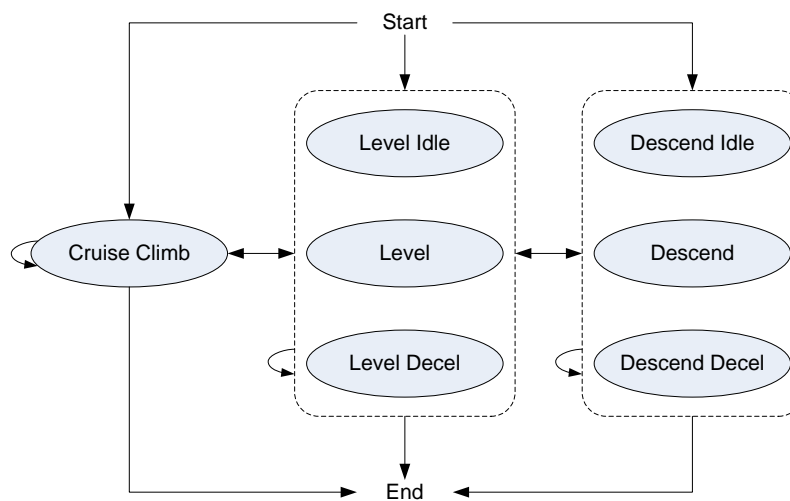 Start
Level Idle
Descend Idle
Cruise Climb
Level
Descend
Level Decel
Descend Decel
End